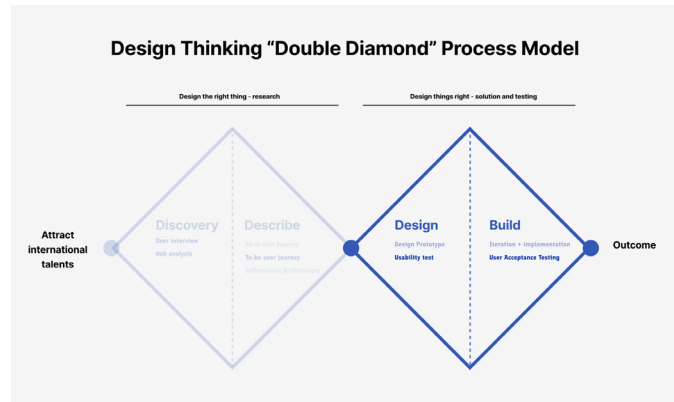 Design Thinking “Double Diamond” Process Model
Design the right thing - research
Design things right - solution and testing
Attract
international
talents
Discovery
User interview
Web analysis
Describe
As-is user journey
To-be user journey
Information Architecture
Design
Design Prototype
Usability test
Build
Iteration + Implementation
User Acceptance Testing
Outcome